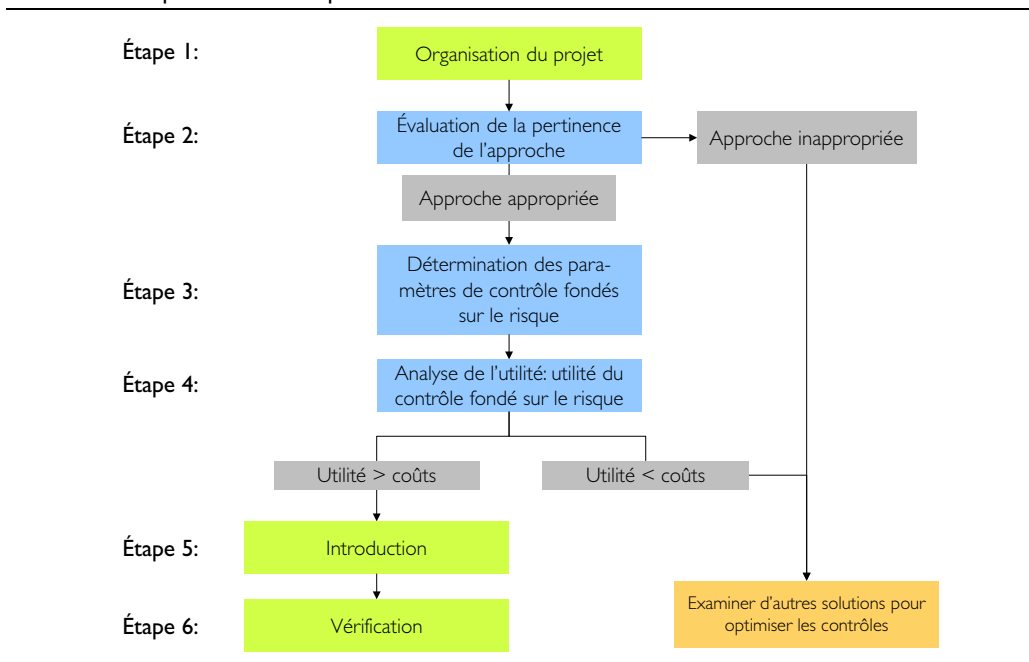 Étape 1:
Organisation du projet
Étape 2:
Évaluation de la pertinence
de l'approche
Approche inappropriée
Approche appropriée
Étape 3:
Détermination des para-
mètres de contrôle fondés
sur le risque
Étape 4:
Analyse de l'utilité: utilité du
contrôle fondé sur le risque
Utilité > coûts
Utilité < coûts
Étape 5:
Introduction
Étape 6:
Vérification
Examiner d'autres solutions pour
optimiser les contrôles